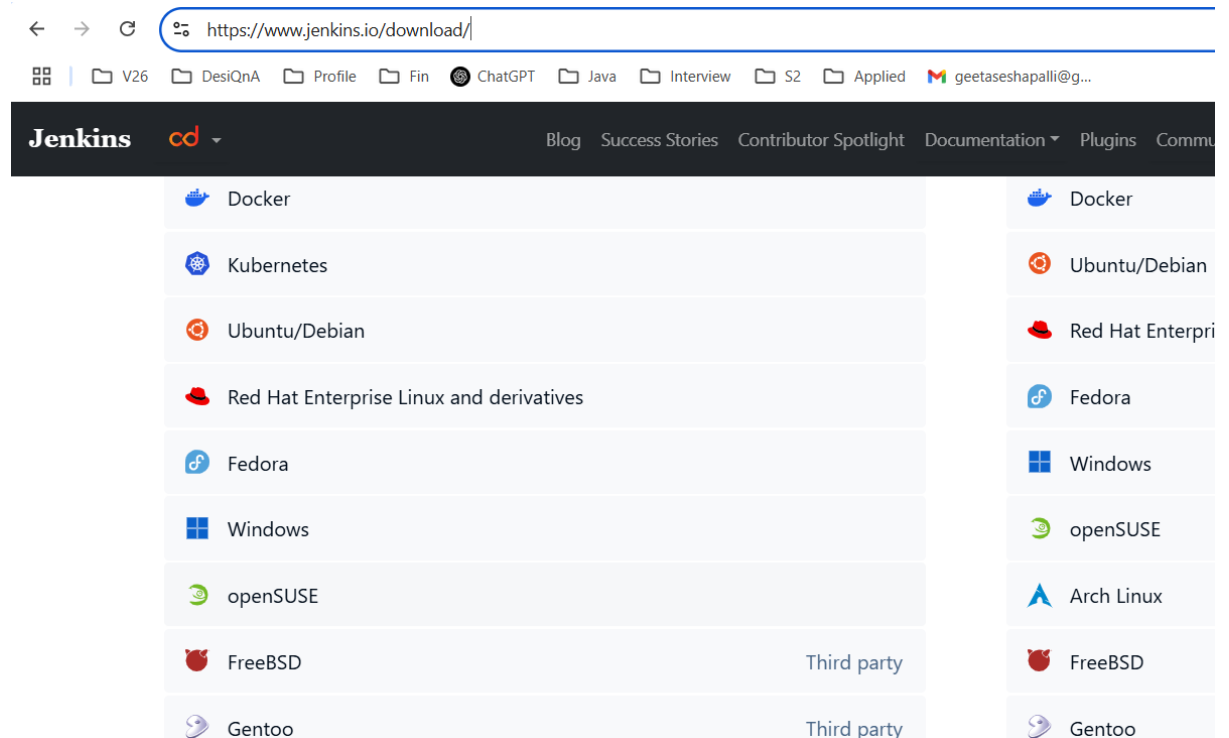 https://www.jenkins.io/download/
V26 DesiQnA Profile Fin ChatGPT Java Interview S2 Applied geetaseshapalli@g...
Jenkins cd Blog Success Stories Contributor Spotlight Documentation Plugins Commu
Docker
Kubernetes
Ubuntu/Debian
Red Hat Enterprise Linux and derivatives
Fedora
Windows
openSUSE
FreeBSD Third party
Gentoo Third party
Docker
Ubuntu/Debian
Red Hat Enterpri
Fedora
Windows
openSUSE
Arch Linux
FreeBSD
Gentoo